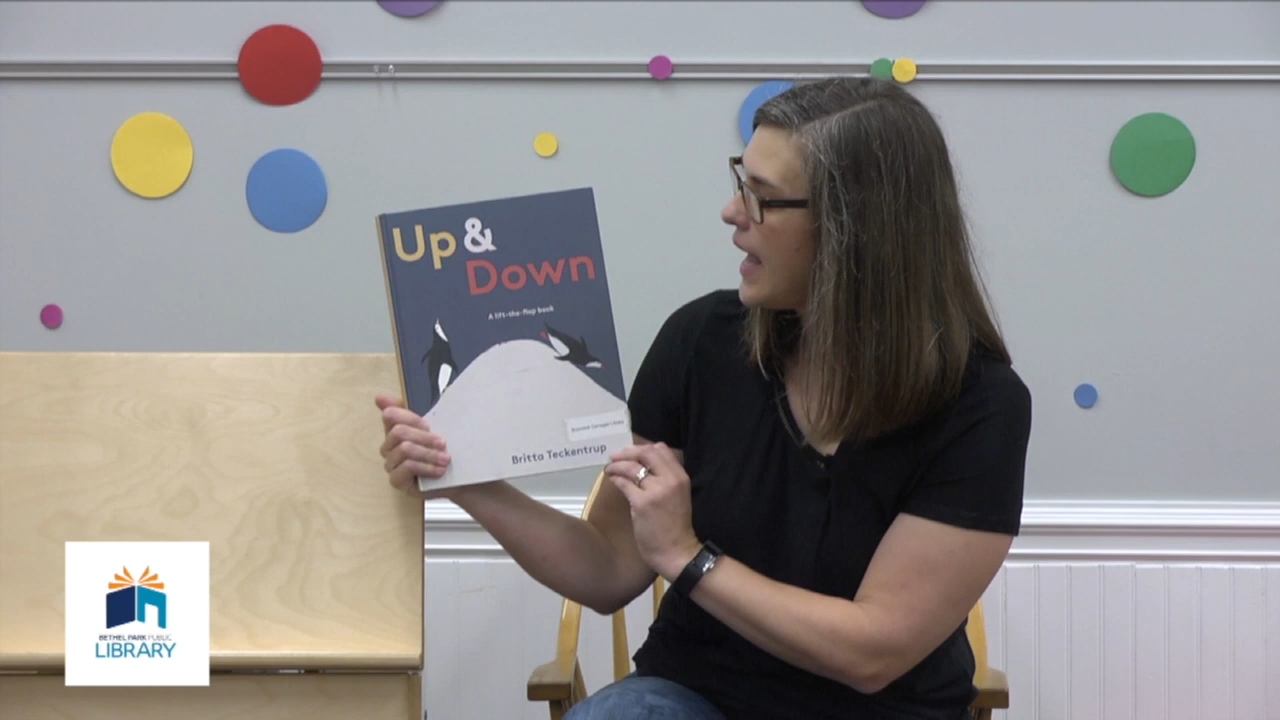 Up &
Down
A lift-the-flap book
Britta Teckentrup
BETHEL PARK PUBLIC
LIBRARY